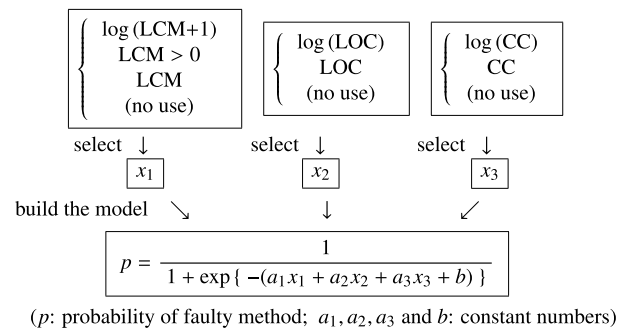 log (LCM+1)
LCM > 0
LCM
(no use)
log (LOC)
LOC
(no use)
log (CC)
CC
(no use)
select ↓ select ↓ select ↓
x₁ x₂ x₃
build the model ↘ ↓ ↙
p = 1 / 1 + exp { −(a₁x₁ + a₂x₂ + a₃x₃ + b) }
(p: probability of faulty method; a₁, a₂, a₃ and b: constant numbers)